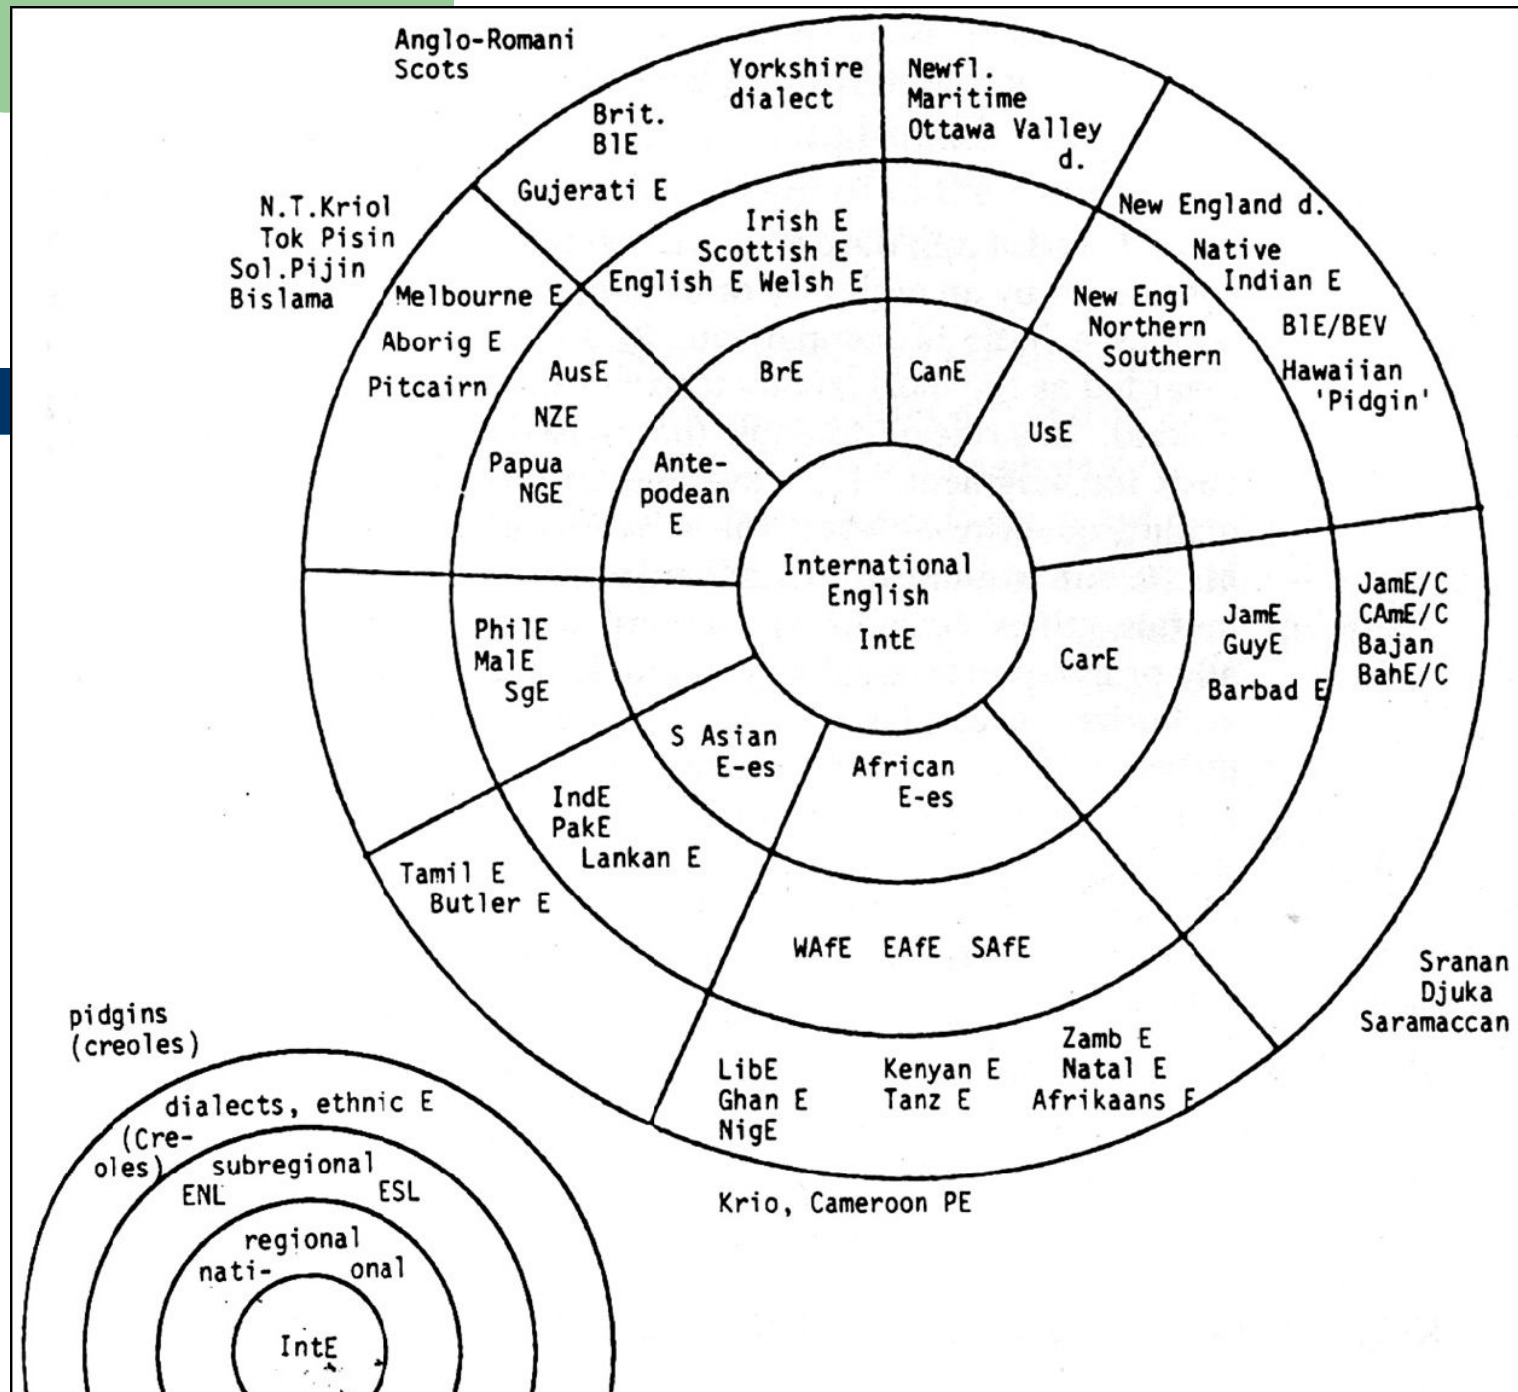 Anglo-Romani
Scots
Yorkshire
dialect
Brit.
BlE
Gujerati E
Newfl.
Maritime
Ottawa Valley
d.
N.T.Kriol
Tok Pisin
Sol.Pijin
Bislama
Irish E
Scottish E
English E Welsh E
New England d.
Native
Indian E
BlE/BEV
Hawaiian
'Pidgin'
New Engl
Northern
Southern
Melbourne E
Aborig E
Pitcairn
AusE
NZE
Papua
NGE
BrE
CanE
UsE
Ante-
podean
E
International
English
IntE
PhilE
MalE
SgE
CarE
JamE
GuyE
Barbad E
JamE/C
CAmE/C
Bajan
BahE/C
S Asian
E-es
African
E-es
IndE
PakE
Lankan E
Tamil E
Butler E
WAfE EAfE SAfE
Sranan
Djuka
Saramaccan
LibE
Ghan E
NigE
Kenyan E
Tanz E
Zamb E
Natal E
Afrikaans E
Krio, Cameroon PE
pidgins
(creoles)
dialects, ethnic E
(Cre-
oles)
subregional
ENL ESL
regional
nati- onal
IntE